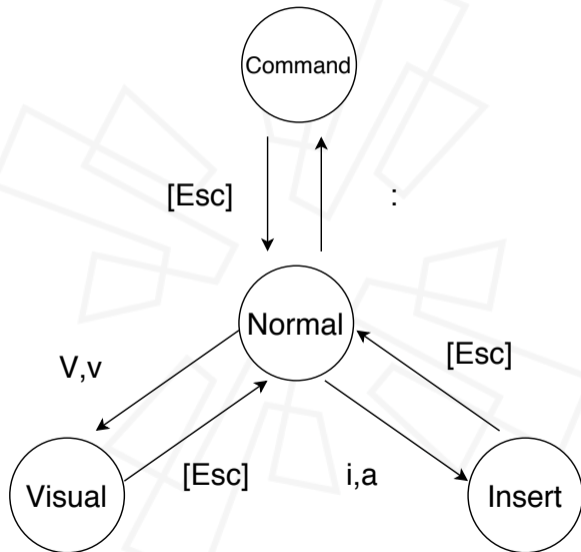 Command
[Esc]
:
Normal
V,v
[Esc]
[Esc]
i,a
Visual
Insert